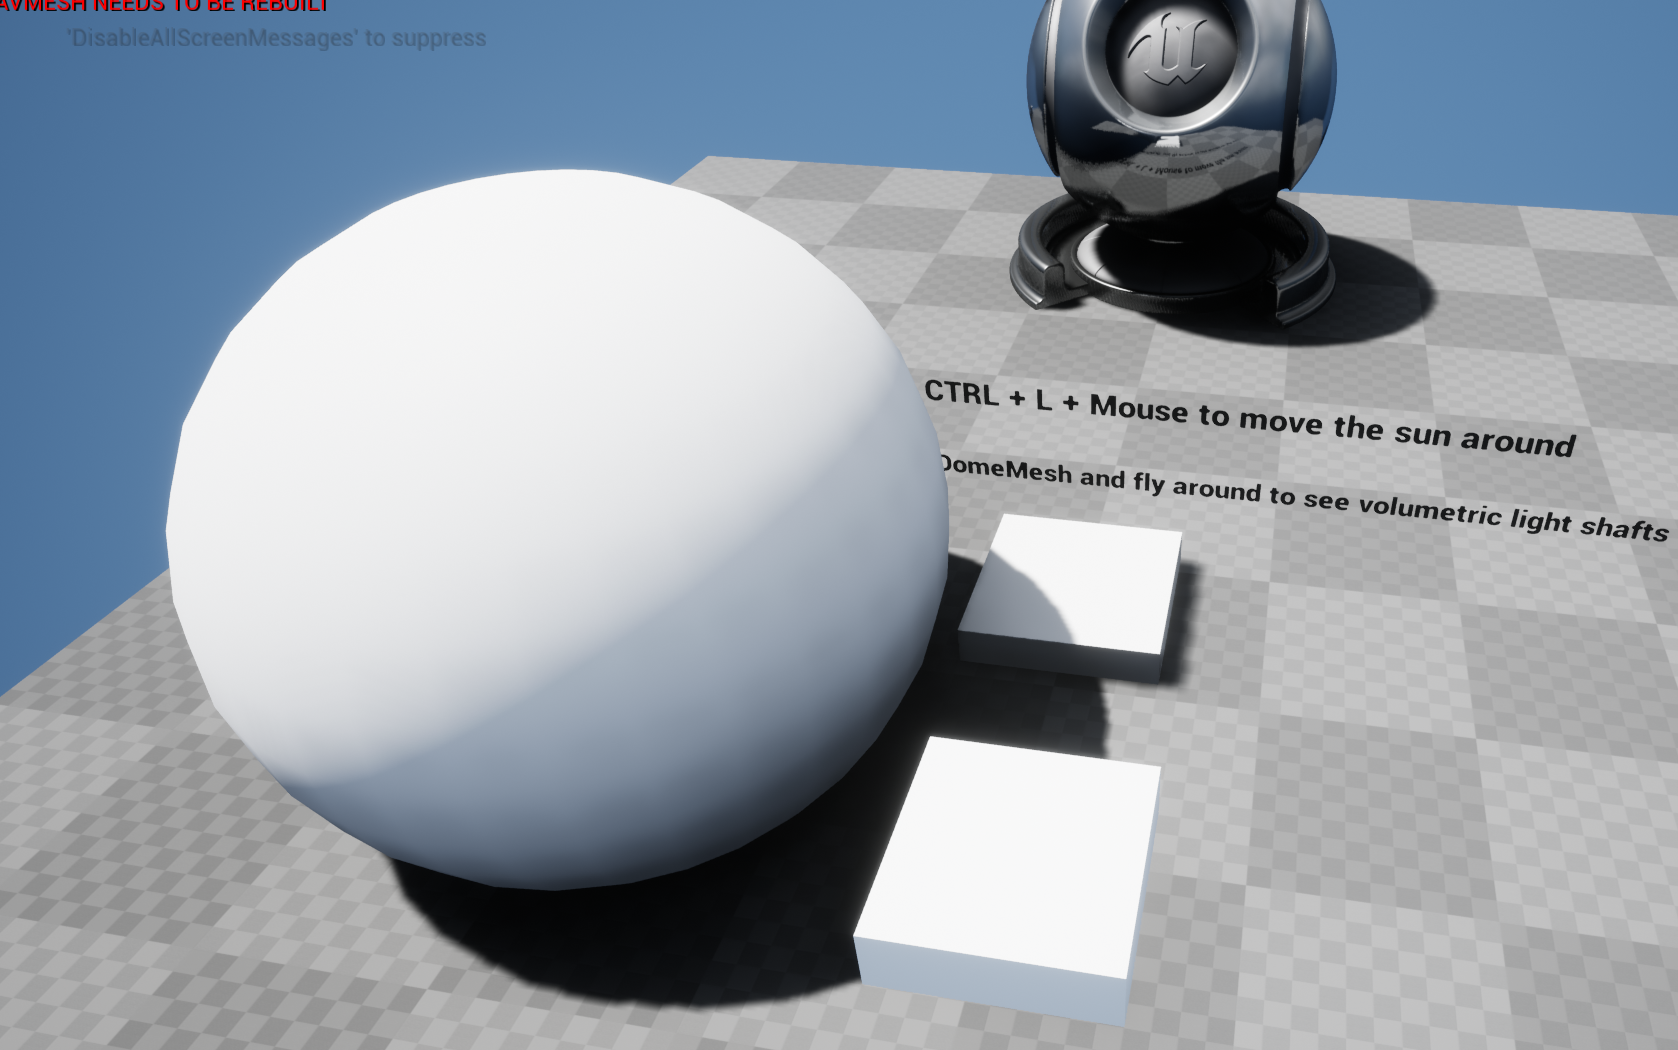 AVMESH NEEDS TO BE REBUILT
'DisableAllScreenMessages' to suppress
CTRL + L + Mouse to move the sun around
DomeMesh and fly around to see volumetric light shafts